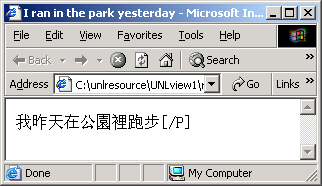 I ran in the park yesterday - Microsoft In
File Edit View Favorites Tools Help
Back Search
Address C:\unlresource\UNLview1\r Go Links »
我昨天在公園裡跑步[/P]
Done My Computer